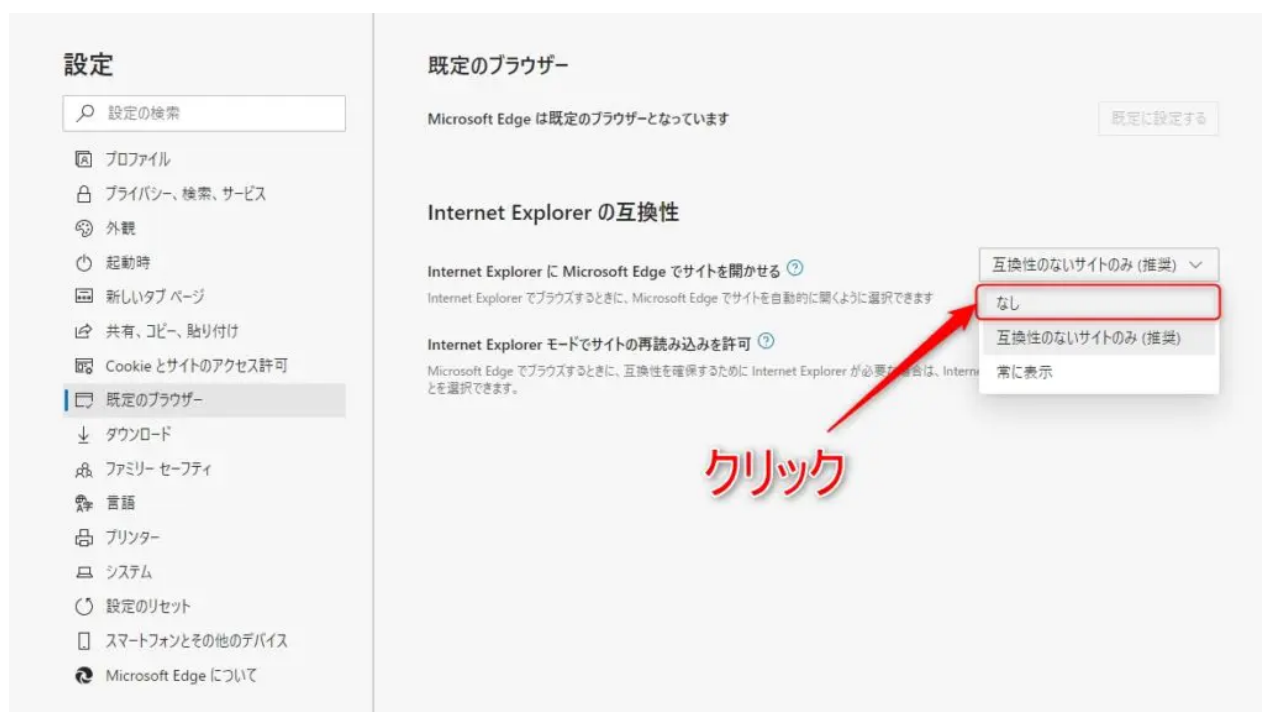 設定
設定の検索
プロファイル
プライバシー、検索、サービス
外観
起動時
新しいタブ ページ
共有、コピー、貼り付け
Cookie とサイトのアクセス許可
既定のブラウザー
ダウンロード
ファミリー セーフティ
言語
プリンター
システム
設定のリセット
スマートフォンとその他のデバイス
Microsoft Edge について
既定のブラウザー
Microsoft Edge は既定のブラウザーとなっています
既定に設定する
Internet Explorer の互換性
Internet Explorer に Microsoft Edge でサイトを開かせる
互換性のないサイトのみ (推奨)
Internet Explorer でブラウズするときに、Microsoft Edge でサイトを自動的に開くように選択できます
なし
互換性のないサイトのみ (推奨)
常に表示
Internet Explorer モードでサイトの再読み込みを許可
Microsoft Edge でブラウズするときに、互換性を確保するために Internet Explorer が必要な場合は、Intern
とを選択できます。
クリック